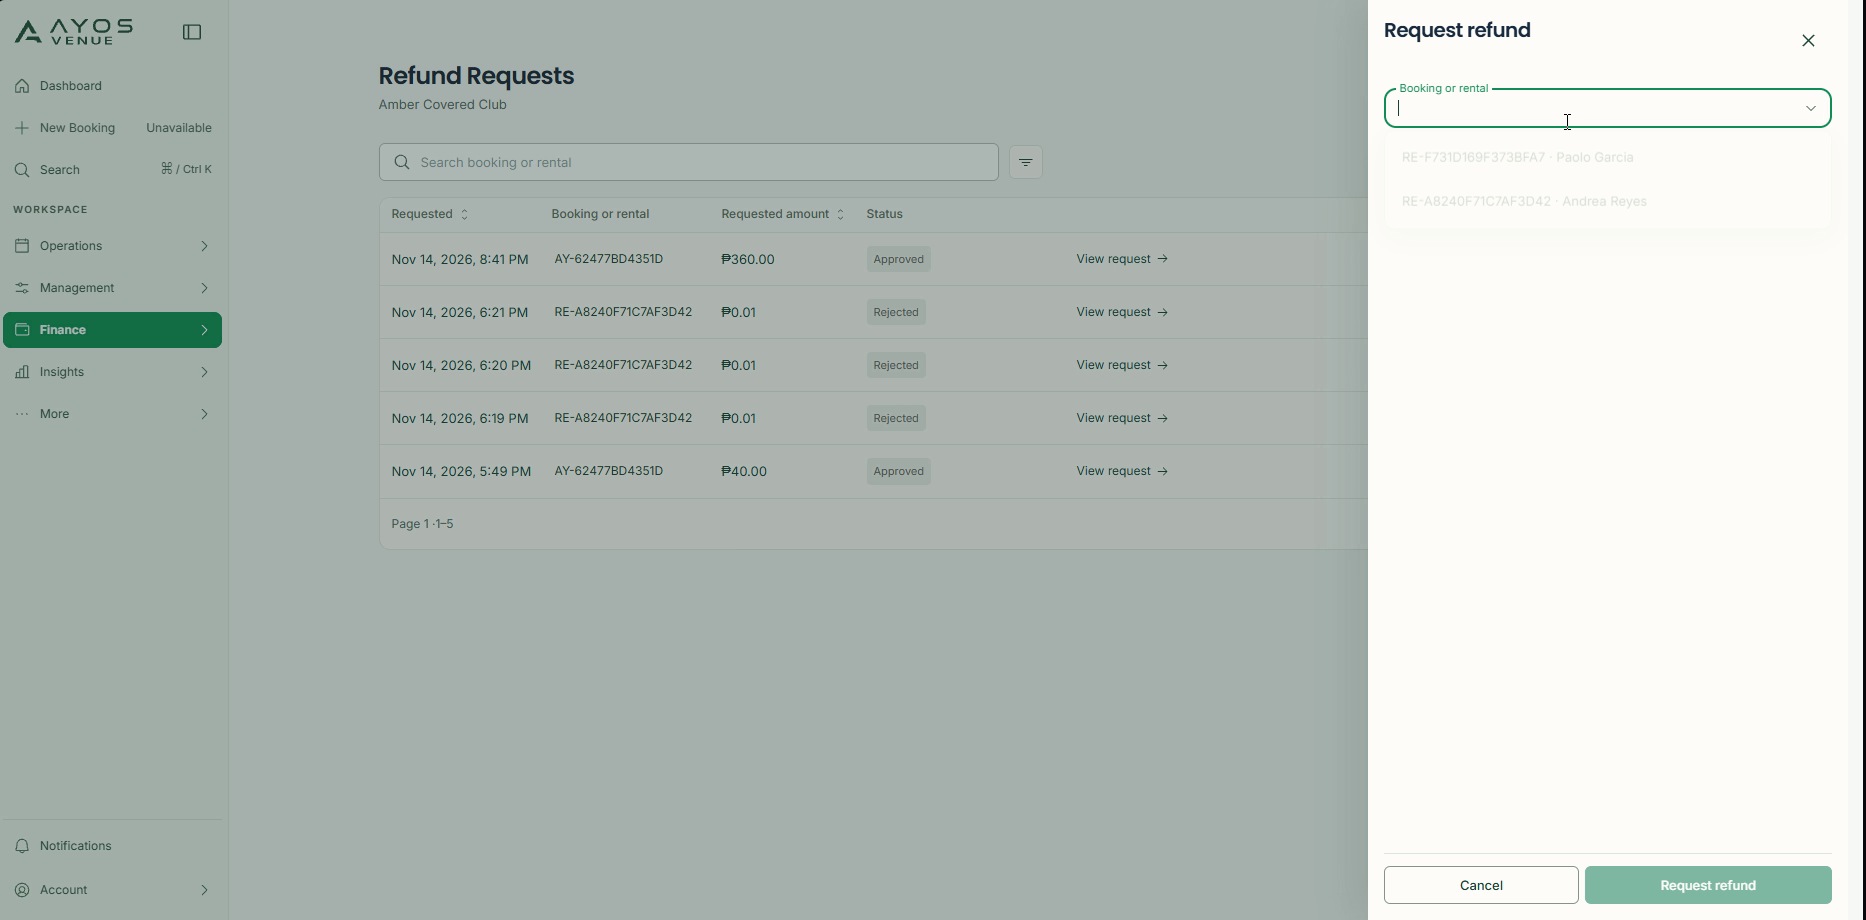 AYOS
VENUE
Dashboard
New Booking Unavailable
Search ⌘ / Ctrl K
WORKSPACE
Operations
Management
Finance
Insights
More
Notifications
Account
Refund Requests
Amber Covered Club
Search booking or rental
Requested Booking or rental Requested amount Status
Nov 14, 2026, 8:41 PM AY-62477BD4351D ₱360.00 Approved View request →
Nov 14, 2026, 6:21 PM RE-A8240F71C7AF3D42 ₱0.01 Rejected View request →
Nov 14, 2026, 6:20 PM RE-A8240F71C7AF3D42 ₱0.01 Rejected View request →
Nov 14, 2026, 6:19 PM RE-A8240F71C7AF3D42 ₱0.01 Rejected View request →
Nov 14, 2026, 5:49 PM AY-62477BD4351D ₱40.00 Approved View request →
Page 1 ·1–5
Request refund
Booking or rental
RE-F731D169F373BFA7 · Paolo Garcia
RE-A8240F71C7AF3D42 · Andrea Reyes
Cancel Request refund